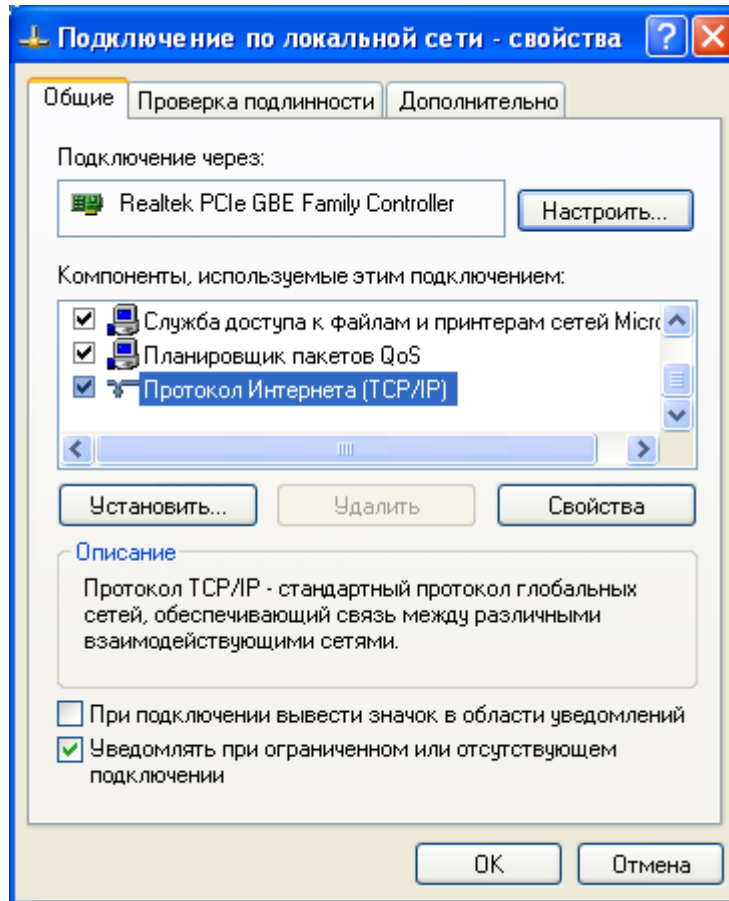 Подключение по локальной сети - свойства
Общие
Проверка подлинности
Дополнительно
Подключение через:
Realtek PCIe GBE Family Controller
Настроить...
Компоненты, используемые этим подключением:
Служба доступа к файлам и принтерам сетей Micro
Планировщик пакетов QoS
Протокол Интернета (TCP/IP)
Установить...
Удалить
Свойства
Описание
Протокол TCP/IP - стандартный протокол глобальных
сетей, обеспечивающий связь между различными
взаимодействующими сетями.
При подключении вывести значок в области уведомлений
Уведомлять при ограниченном или отсутствующем
подключении
OK
Отмена